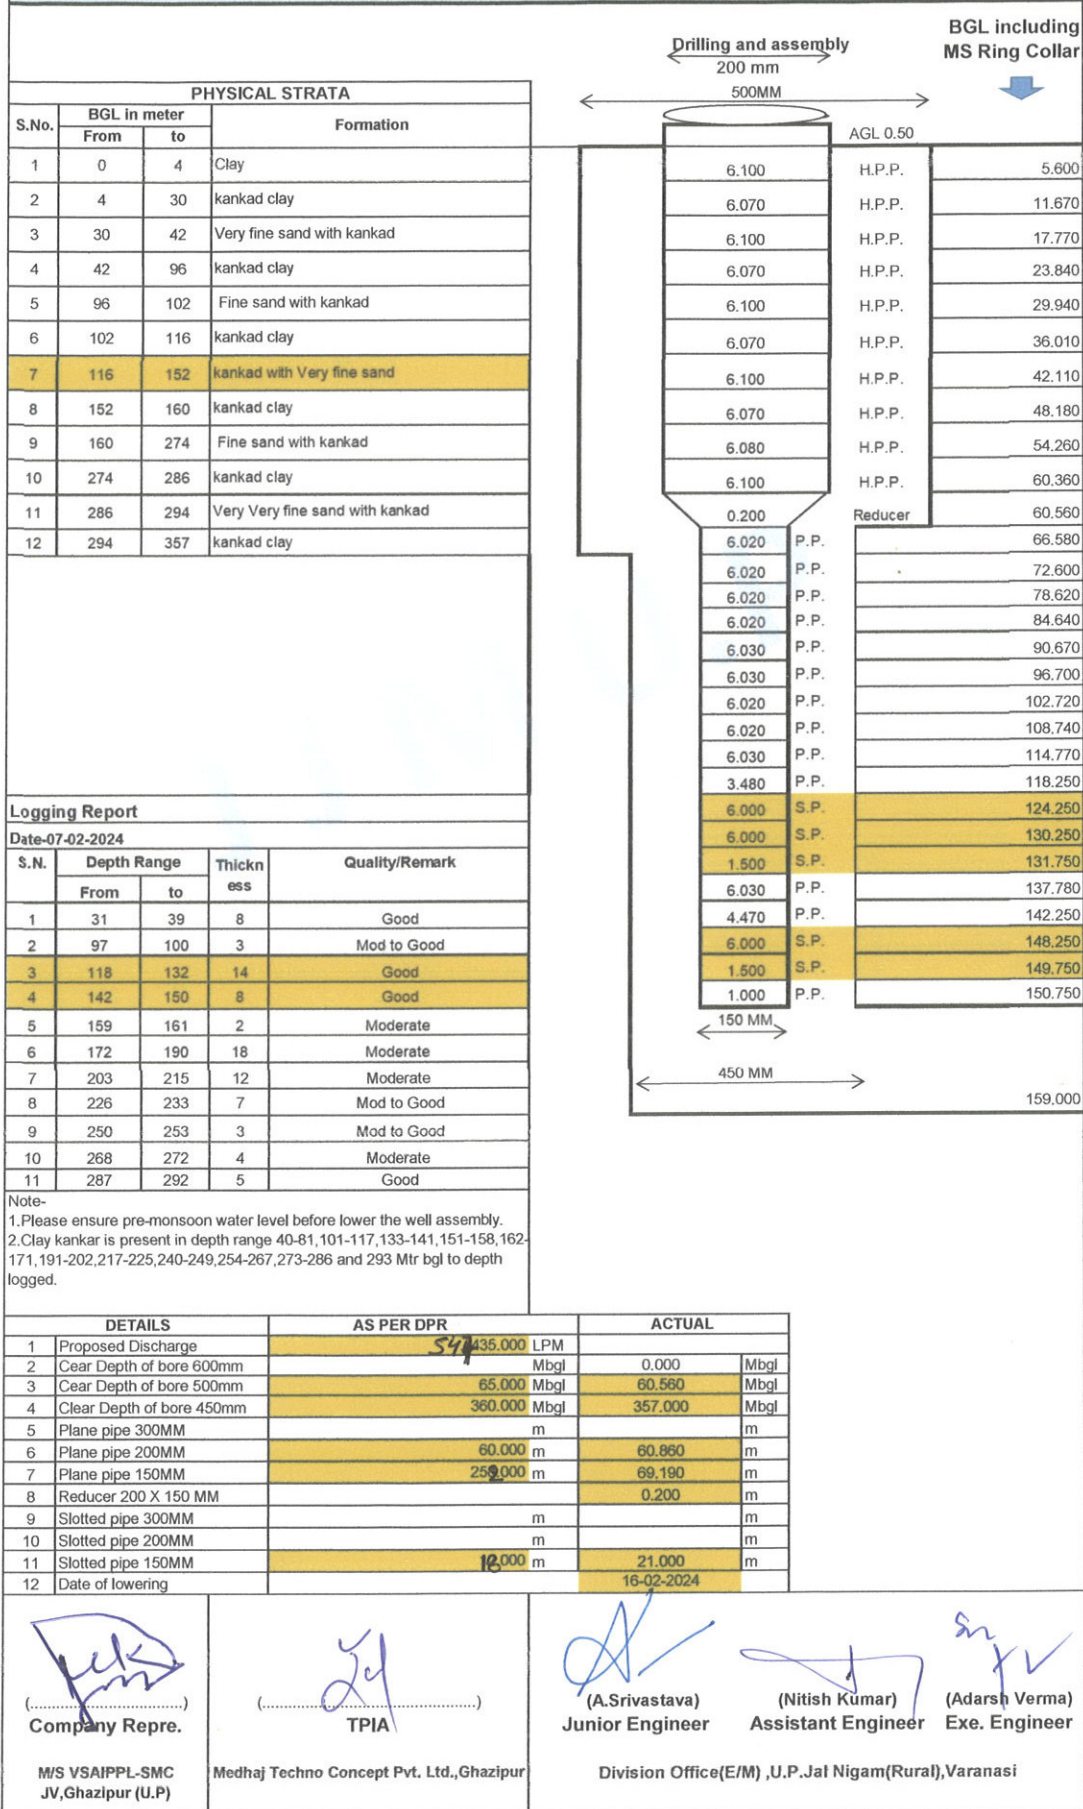 BGL including
MS Ring Collar
Drilling and assembly
200 mm
500MM
AGL 0.50
PHYSICAL STRATA
S.No. BGL in meter Formation
From to
1 0 4 Clay
2 4 30 kankad clay
3 30 42 Very fine sand with kankad
4 42 96 kankad clay
5 96 102 Fine sand with kankad
6 102 116 kankad clay
7 116 152 kankad with Very fine sand
8 152 160 kankad clay
9 160 274 Fine sand with kankad
10 274 286 kankad clay
11 286 294 Very Very fine sand with kankad
12 294 357 kankad clay
6.100 H.P.P. 5.600
6.070 H.P.P. 11.670
6.100 H.P.P. 17.770
6.070 H.P.P. 23.840
6.100 H.P.P. 29.940
6.070 H.P.P. 36.010
6.100 H.P.P. 42.110
6.070 H.P.P. 48.180
6.080 H.P.P. 54.260
6.100 H.P.P. 60.360
0.200 Reducer 60.560
6.020 P.P. 66.580
6.020 P.P. 72.600
6.020 P.P. 78.620
6.020 P.P. 84.640
6.030 P.P. 90.670
6.030 P.P. 96.700
6.020 P.P. 102.720
6.020 P.P. 108.740
6.030 P.P. 114.770
3.480 P.P. 118.250
6.000 S.P. 124.250
6.000 S.P. 130.250
1.500 S.P. 131.750
6.030 P.P. 137.780
4.470 P.P. 142.250
6.000 S.P. 148.250
1.500 S.P. 149.750
1.000 P.P. 150.750
150 MM
450 MM
159.000
Logging Report
Date-07-02-2024
S.N. Depth Range Thickn Quality/Remark
From to ess
1 31 39 8 Good
2 97 100 3 Mod to Good
3 118 132 14 Good
4 142 150 8 Good
5 159 161 2 Moderate
6 172 190 18 Moderate
7 203 215 12 Moderate
8 226 233 7 Mod to Good
9 250 253 3 Mod to Good
10 268 272 4 Moderate
11 287 292 5 Good
Note-
1.Please ensure pre-monsoon water level before lower the well assembly.
2.Clay kankar is present in depth range 40-81,101-117,133-141,151-158,162-
171,191-202,217-225,240-249,254-267,273-286 and 293 Mtr bgl to depth
logged.
DETAILS AS PER DPR ACTUAL
1 Proposed Discharge 435.000 LPM
2 Cear Depth of bore 600mm Mbgl 0.000 Mbgl
3 Cear Depth of bore 500mm 65.000 Mbgl 60.560 Mbgl
4 Clear Depth of bore 450mm 360.000 Mbgl 357.000 Mbgl
5 Plane pipe 300MM m m
6 Plane pipe 200MM 60.000 m 60.860 m
7 Plane pipe 150MM m 69.190 m
8 Reducer 200 X 150 MM 0.200 m
9 Slotted pipe 300MM m m
10 Slotted pipe 200MM m m
11 Slotted pipe 150MM m 21.000 m
12 Date of lowering 16-02-2024
(..............................)
Company Repre.
M/S VSAIPPL-SMC
JV,Ghazipur (U.P)
(..........................................)
TPIA
Medhaj Techno Concept Pvt. Ltd.,Ghazipur
(A.Srivastava) (Nitish Kumar) (Adarsh Verma)
Junior Engineer Assistant Engineer Exe. Engineer
Division Office(E/M) ,U.P.Jal Nigam(Rural),Varanasi